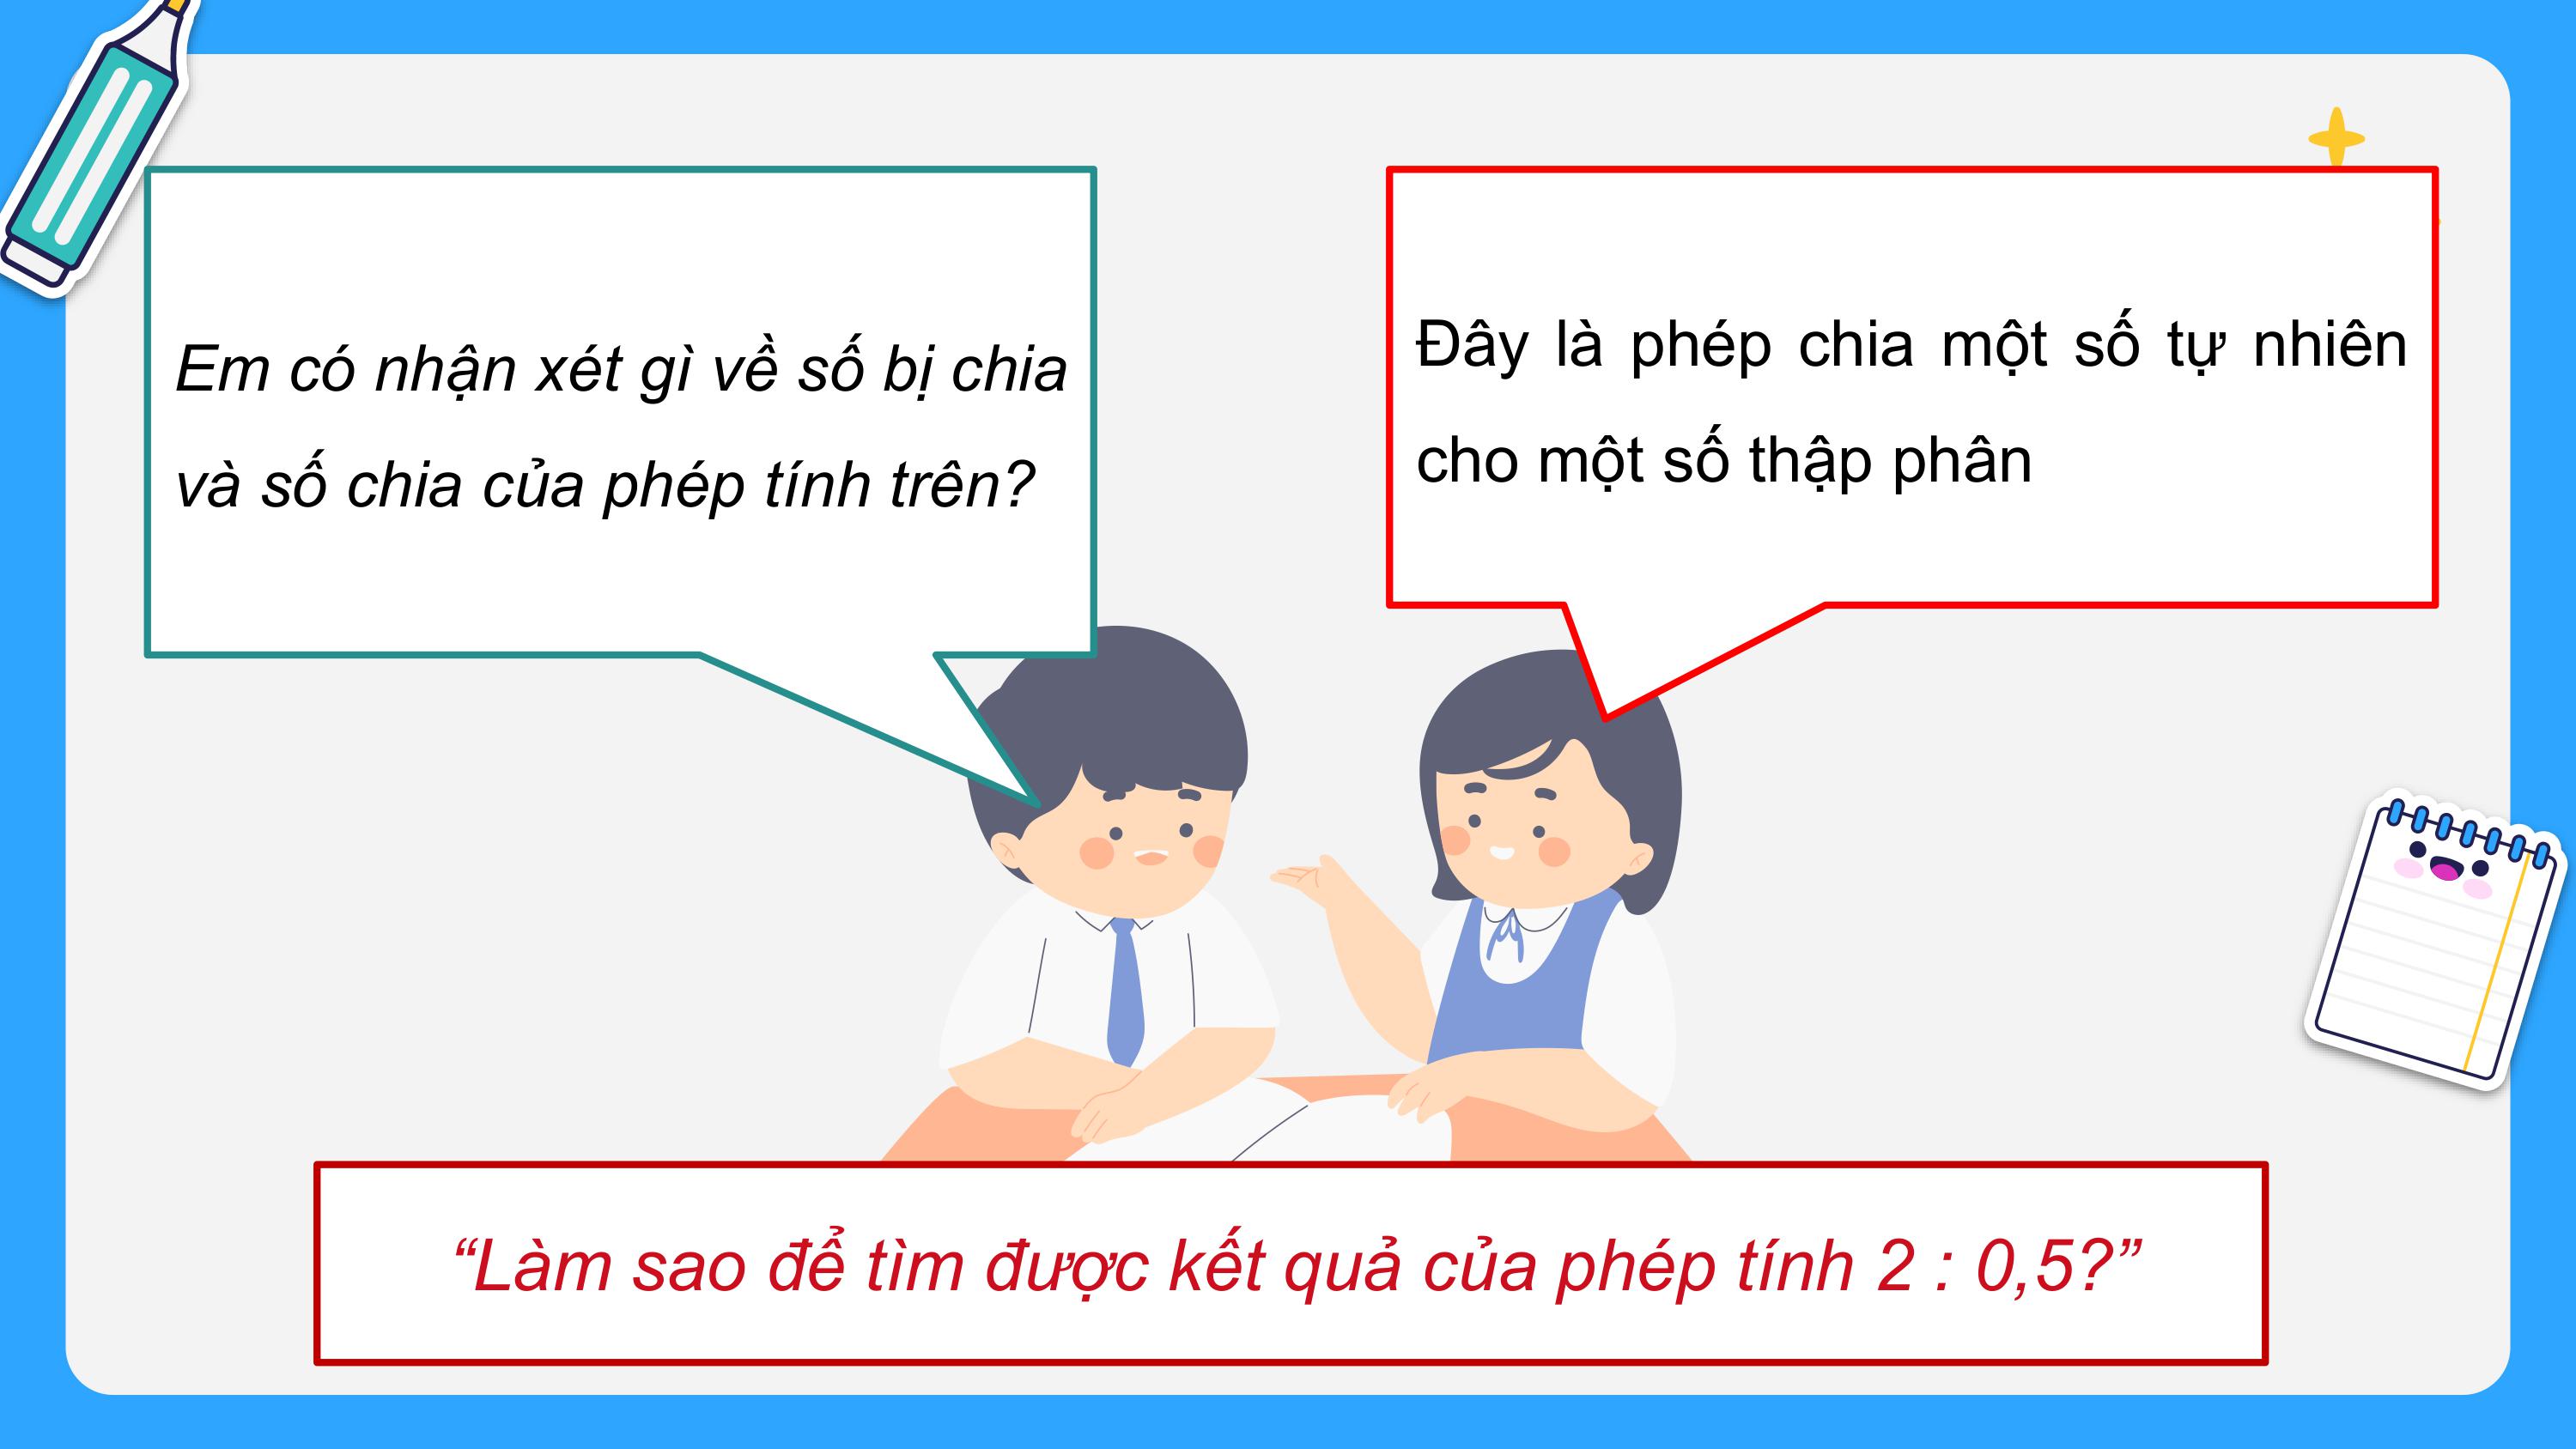 Em có nhận xét gì về số bị chia
và số chia của phép tính trên?
Đây là phép chia một số tự nhiên
cho một số thập phân
“Làm sao để tìm được kết quả của phép tính 2 : 0,5?”